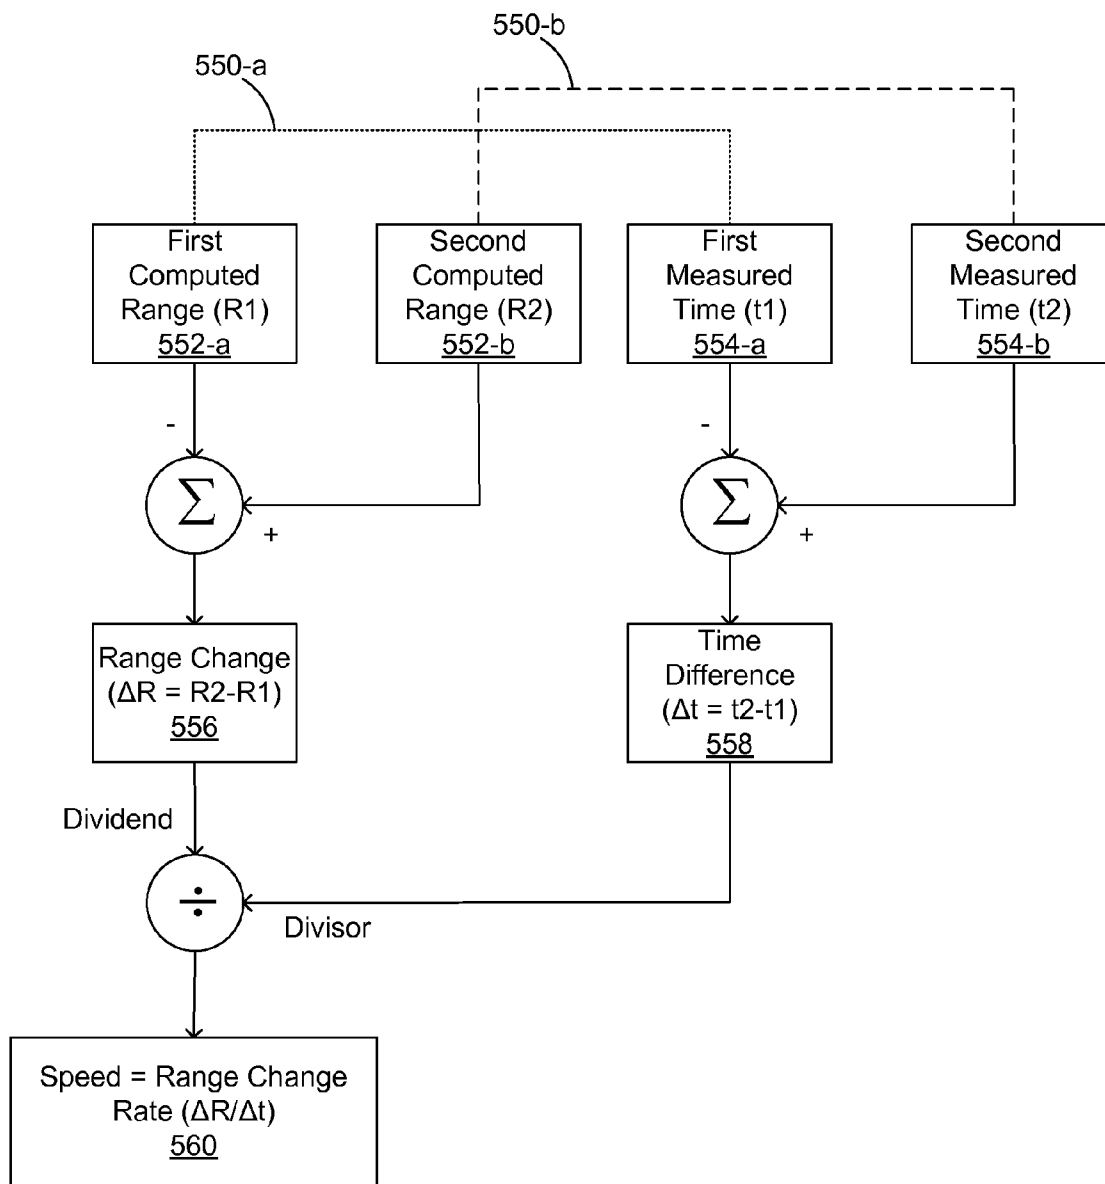 550-b
550-a
First
Computed
Range (R1)
552-a
Second
Computed
Range (R2)
552-b
First
Measured
Time (t1)
554-a
Second
Measured
Time (t2)
554-b
-
Σ
+
-
Σ
+
Range Change
(ΔR = R2-R1)
556
Time
Difference
(Δt = t2-t1)
558
Dividend
÷
Divisor
Speed = Range Change
Rate (ΔR/Δt)
560